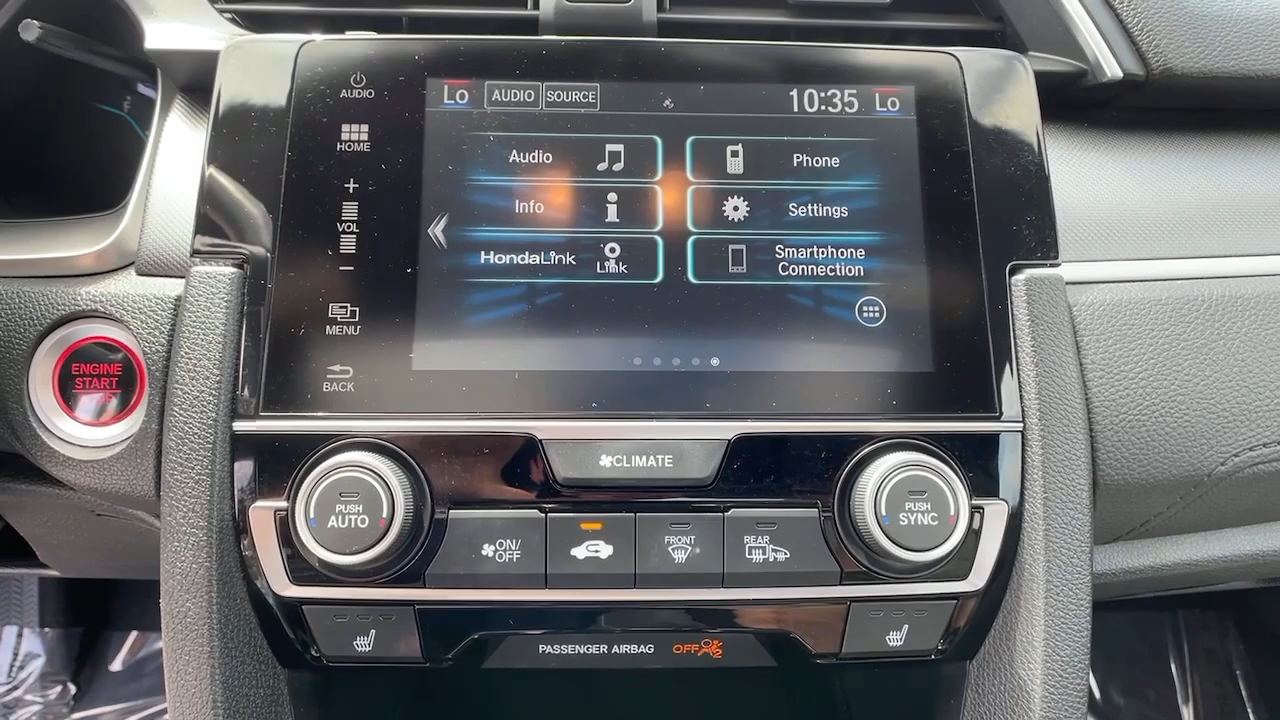 AUDIO
HOME
+
VOL
−
MENU
BACK
Lo AUDIO SOURCE 10:35 Lo
Audio
Phone
Info
Settings
HondaLink
Link
Smartphone
Connection
ENGINE
START
CLIMATE
PUSH
AUTO
ON/
OFF
FRONT
REAR
PUSH
SYNC
PASSENGER AIRBAG OFF